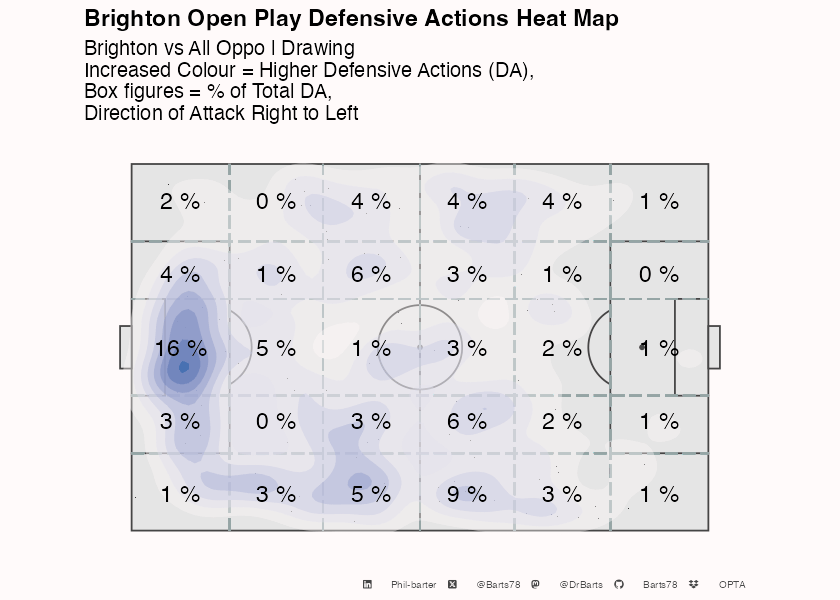 Brighton Open Play Defensive Actions Heat Map
Brighton vs All Oppo | Drawing
Increased Colour = Higher Defensive Actions (DA),
Box figures = % of Total DA,
Direction of Attack Right to Left
2 % 0 % 4 % 4 % 4 % 1 %
4 % 1 % 6 % 3 % 1 % 0 %
16 % 5 % 1 % 3 % 2 % 1 %
3 % 0 % 3 % 6 % 2 % 1 %
1 % 3 % 5 % 9 % 3 % 1 %
Phil-barter @Barts78 @DrBarts Barts78 OPTA